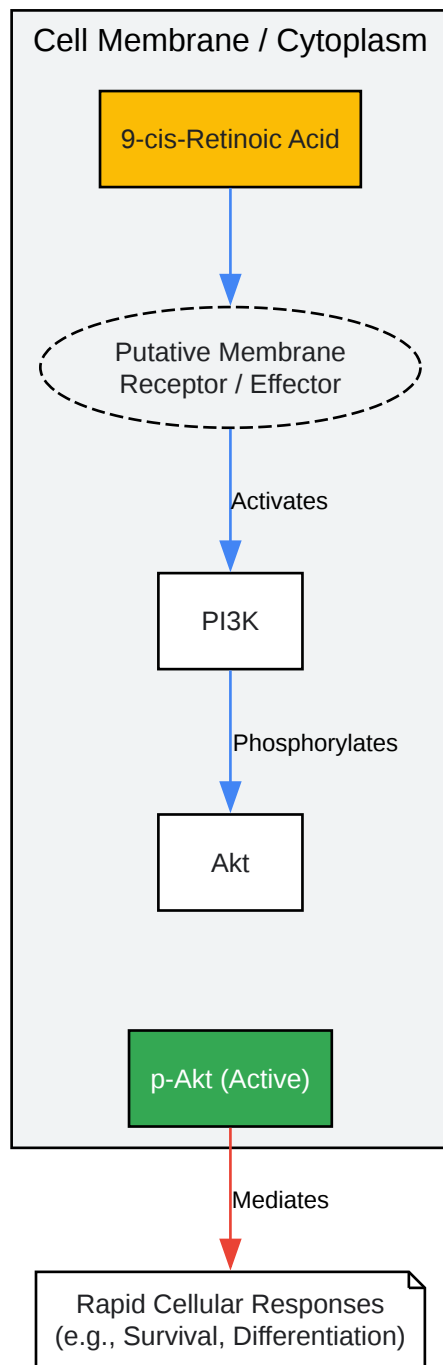 Cell Membrane / Cytoplasm
9-cis-Retinoic Acid
Putative Membrane
Receptor / Effector
Activates
PI3K
Phosphorylates
Akt
p-Akt (Active)
Mediates
Rapid Cellular Responses
(e.g., Survival, Differentiation)